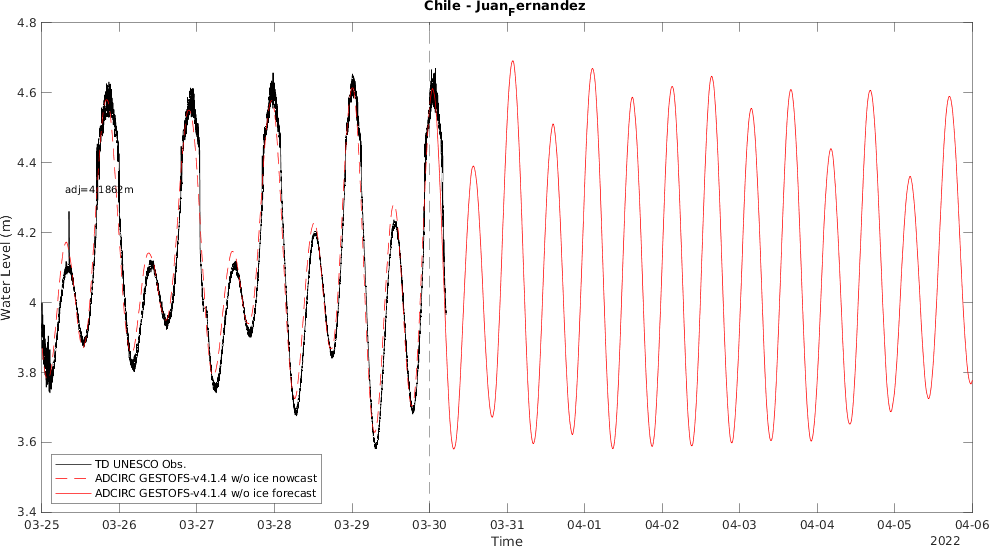 Chile - JuanFernandez
4.8
4.6
4.4
4.2
4
3.8
3.6
3.4
Water Level (m)
adj=4.1862m
TD UNESCO Obs.
ADCIRC GESTOFS-v4.1.4 w/o ice nowcast
ADCIRC GESTOFS-v4.1.4 w/o ice forecast
03-25 03-26 03-27 03-28 03-29 03-30 03-31 04-01 04-02 04-03 04-04 04-05 04-06
Time
2022